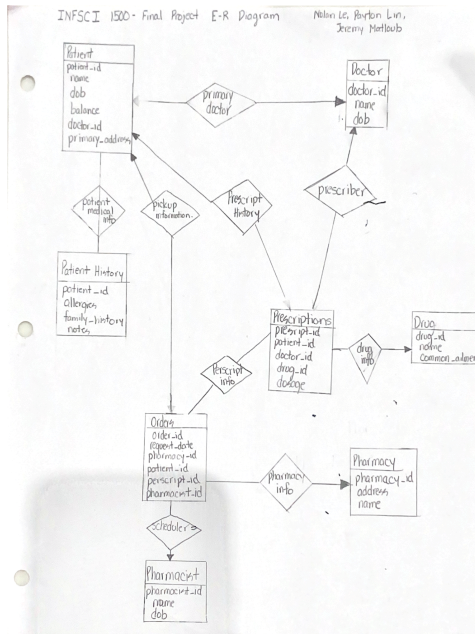 INFSCI 1500 - Final Project E-R Diagram
Nolan Le, Payton Lin,
Jeremy Matloub
Patient
patient_id
name
dob
balance
doctor_id
primary_address
primary
doctor
Doctor
doctor_id
name
dob
patient
medical
info
pickup
information
Prescript
History
prescriber
Patient History
patient_id
allergies
family_history
notes
Prescriptions
prescript_id
patient_id
doctor_id
drug_id
dosage
drug
info
Drug
drug_id
name
Perscript
info
Orders
order_id
request_date
pharmacy_id
patient_id
perscript_id
pharmacist_id
pharmacy
info
Pharmacy
pharmacy_id
address
name
scheduler
Pharmacist
pharmacist_id
name
dob